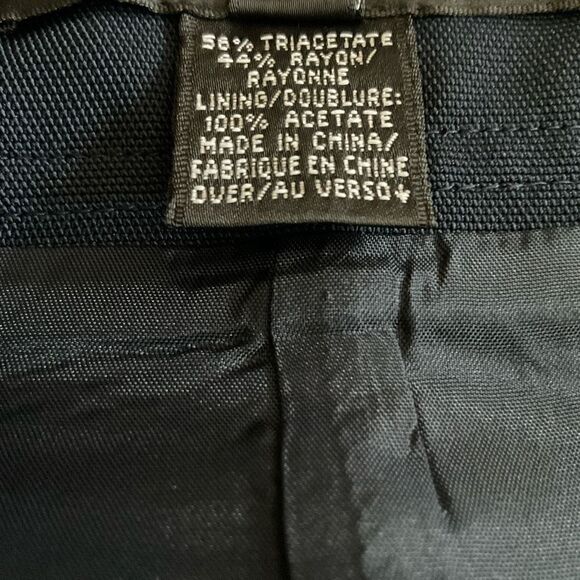 56% TRIACETATE
44% RAYON/
RAYONNE
LINING/DOUBLURE:
100% ACETATE
MADE IN CHINA/
FABRIQUE EN CHINE
OVER/AU VERSO↓